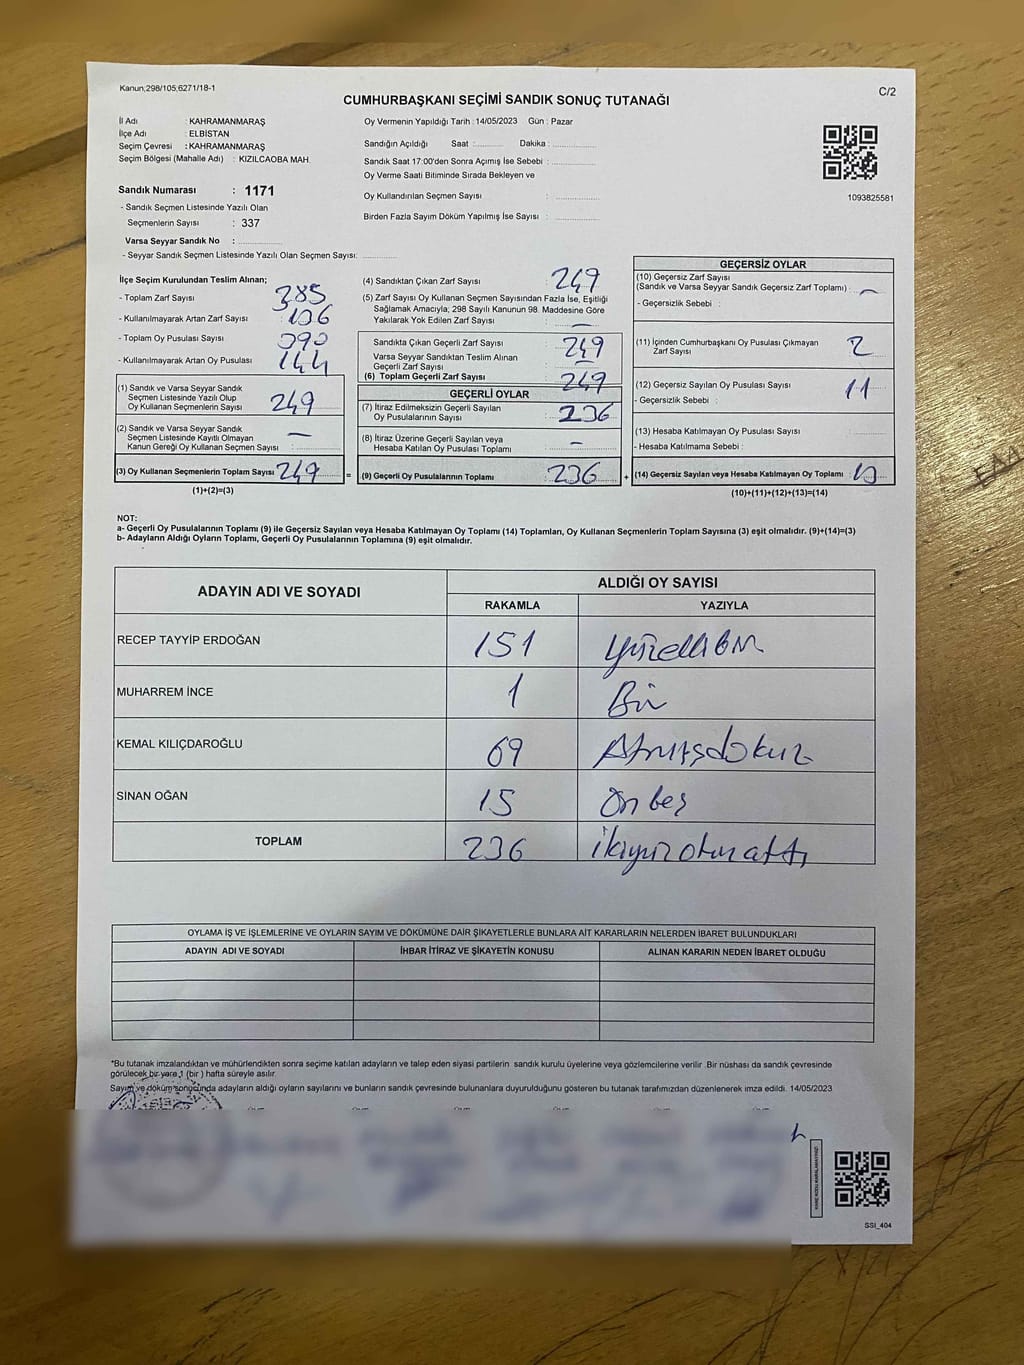 Kanun,298/105,6271/18-1
C/2
CUMHURBAŞKANI SEÇİMİ SANDIK SONUÇ TUTANAĞI
İl Adı : KAHRAMANMARAŞ
İlçe Adı : ELBİSTAN
Seçim Çevresi : KAHRAMANMARAŞ
Seçim Bölgesi (Mahalle Adı) : KIZILCAOBA MAH.
Sandık Numarası : 1171
- Sandık Seçmen Listesinde Yazılı Olan
Seçmenlerin Sayısı : 337
Varsa Seyyar Sandık No :
- Seyyar Sandık Seçmen Listesinde Yazılı Olan Seçmen Sayısı:
Oy Vermenin Yapıldığı Tarih : 14/05/2023 Gün : Pazar
Sandığın Açıldığı Saat : Dakika :
Sandık Saat 17:00'den Sonra Açımış İse Sebebi :
Oy Verme Saati Bitiminde Sırada Bekleyen ve
Oy Kullandırılan Seçmen Sayısı :
Birden Fazla Sayım Döküm Yapılmış İse Sayısı :
1093825581
İlçe Seçim Kurulundan Teslim Alınan;
- Toplam Zarf Sayısı : 385
- Kullanılmayarak Artan Zarf Sayısı : 136
- Toplam Oy Pusulası Sayısı : 390
- Kullanılmayarak Artan Oy Pusulası : 144
(1) Sandık ve Varsa Seyyar Sandık
Seçmen Listesinde Yazılı Olup
Oy Kullanan Seçmenlerin Sayısı : 249
(2) Sandık ve Varsa Seyyar Sandık
Seçmen Listesinde Kayıtlı Olmayan
Kanun Gereği Oy Kullanan Seçmen Sayısı : —
(3) Oy Kullanan Seçmenlerin Toplam Sayısı : 249 =
(1)+(2)=(3)
(4) Sandıktan Çıkan Zarf Sayısı : 249
(5) Zarf Sayısı Oy Kullanan Seçmen Sayısından Fazla İse, Eşitliği
Sağlamak Amacıyla; 298 Sayılı Kanunun 98. Maddesine Göre
Yakılarak Yok Edilen Zarf Sayısı : —
Sandıkta Çıkan Geçerli Zarf Sayısı : 249
Varsa Seyyar Sandıktan Teslim Alınan
Geçerli Zarf Sayısı :
(6) Toplam Geçerli Zarf Sayısı : 249
GEÇERLİ OYLAR
(7) İtiraz Edilmeksizin Geçerli Sayılan
Oy Pusulalarının Sayısı : 236
(8) İtiraz Üzerine Geçerli Sayılan veya
Hesaba Katılan Oy Pusulası Toplamı : —
(9) Geçerli Oy Pusulalarının Toplamı : 236 +
GEÇERSİZ OYLAR
(10) Geçersiz Zarf Sayısı
(Sandık ve Varsa Seyyar Sandık Geçersiz Zarf Toplamı) : —
- Geçersizlik Sebebi :
(11) İçinden Cumhurbaşkanı Oy Pusulası Çıkmayan
Zarf Sayısı : 2
(12) Geçersiz Sayılan Oy Pusulası Sayısı : 11
- Geçersizlik Sebebi :
(13) Hesaba Katılmayan Oy Pusulası Sayısı :
- Hesaba Katılmama Sebebi :
(14) Geçersiz Sayılan veya Hesaba Katılmayan Oy Toplamı : 13
(10)+(11)+(12)+(13)=(14)
NOT:
a- Geçerli Oy Pusulalarının Toplamı (9) ile Geçersiz Sayılan veya Hesaba Katılmayan Oy Toplamı (14) Toplamları, Oy Kullanan Seçmenlerin Toplam Sayısına (3) eşit olmalıdır. (9)+(14)=(3)
b- Adayların Aldığı Oyların Toplamı, Geçerli Oy Pusulalarının Toplamına (9) eşit olmalıdır.
ADAYIN ADI VE SOYADI
ALDIĞI OY SAYISI
RAKAMLA YAZIYLA
RECEP TAYYİP ERDOĞAN 151 Yüzellibir
MUHARREM İNCE 1 Bir
KEMAL KILIÇDAROĞLU 69 Atmışdokuz
SİNAN OĞAN 15 Onbeş
TOPLAM 236 ikiyüzotuzaltı
OYLAMA İŞ VE İŞLEMLERİNE VE OYLARIN SAYIM VE DÖKÜMÜNE DAİR ŞİKAYETLERLE BUNLARA AİT KARARLARIN NELERDEN İBARET BULUNDUKLARI
ADAYIN ADI VE SOYADI İHBAR İTİRAZ VE ŞİKAYETİN KONUSU ALINAN KARARIN NEDEN İBARET OLDUĞU
*Bu tutanak imzalandıktan ve mühürlendikten sonra seçime katılan adayların ve talep eden siyasi partilerin sandık kurulu üyelerine veya gözlemcilerine verilir .Bir nüshası da sandık çevresinde
görülecek bir yere 1 (bir ) hafta süreyle asılır.
Sayım ve döküm sonucunda adayların aldığı oyların sayılarını ve bunların sandık çevresinde bulunanlara duyurulduğunu gösteren bu tutanak tarafımızdan düzenlenerek imza edildi. 14/05/2023
SSI_404